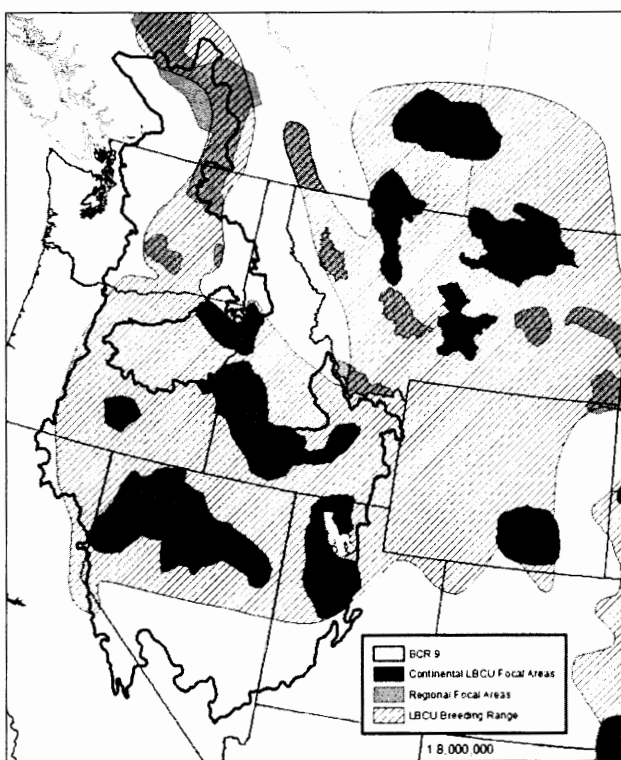 BCR 9
Continental LBCU Focal Areas
Regional Focal Areas
LBCU Breeding Range
1:8,000,000